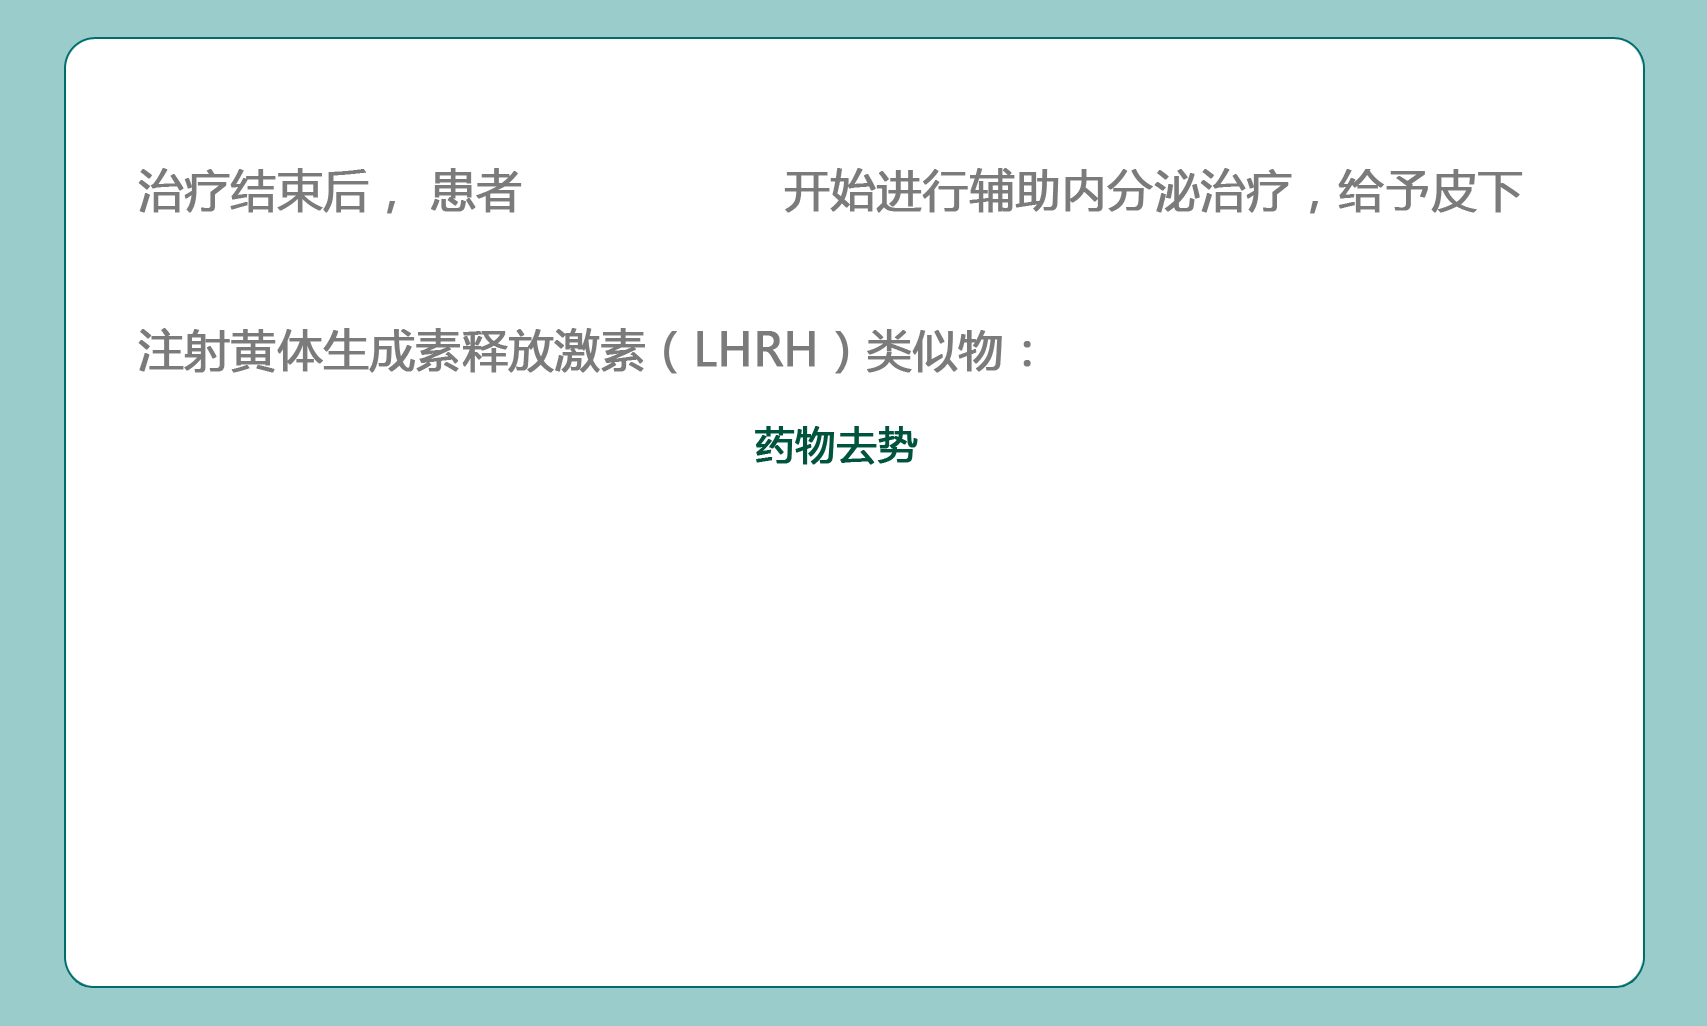 治疗结束后，患者 开始进行辅助内分泌治疗，给予皮下
注射黄体生成素释放激素（LHRH）类似物：
药物去势